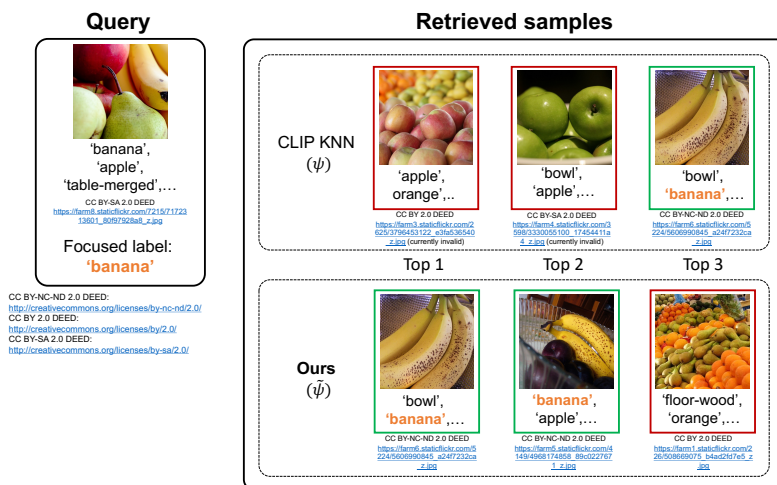 Query
'banana',
'apple',
'table-merged',…
CC BY-SA 2.0 DEED
https://farm8.staticflickr.com/7215/71723
13601_80f97928a8_z.jpg
Focused label:
'banana'
CC BY-NC-ND 2.0 DEED:
http://creativecommons.org/licenses/by-nc-nd/2.0/
CC BY 2.0 DEED:
http://creativecommons.org/licenses/by/2.0/
CC BY-SA 2.0 DEED:
http://creativecommons.org/licenses/by-sa/2.0/
Retrieved samples
CLIP KNN
(ψ)
'apple',
orange',..
CC BY 2.0 DEED
https://farm3.staticflickr.com/2
625/3796453122_e3fa536540
_z.jpg (currently invalid)
'bowl',
'apple',…
CC BY-SA 2.0 DEED
https://farm4.staticflickr.com/3
598/3330055100_17454411a
4_z.jpg (currently invalid)
'bowl',
'banana',…
CC BY-NC-ND 2.0 DEED
https://farm6.staticflickr.com/5
224/5606990845_a24f7232ca
_z.jpg
Top 1
Top 2
Top 3
Ours
(ψ̃)
'bowl',
'banana',…
CC BY-NC-ND 2.0 DEED
https://farm6.staticflickr.com/5
224/5606990845_a24f7232ca
_z.jpg
'banana',
'apple',…
CC BY-NC-ND 2.0 DEED
https://farm5.staticflickr.com/4
149/4968174858_89c022767
1_z.jpg
'floor-wood',
'orange',…
CC BY-NC-ND 2.0 DEED
https://farm1.staticflickr.com/2
26/508669075_b4ad2fd7e5_z
.jpg